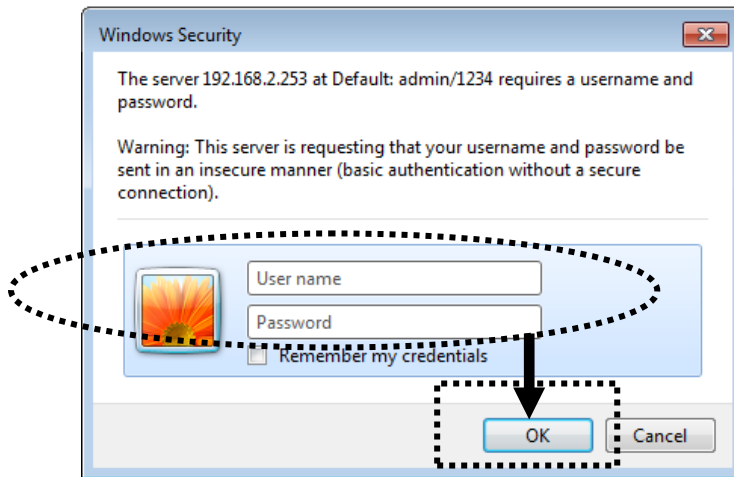 Windows Security
The server 192.168.2.253 at Default: admin/1234 requires a username and
password.
Warning: This server is requesting that your username and password be
sent in an insecure manner (basic authentication without a secure
connection).
User name
Password
Remember my credentials
OK
Cancel